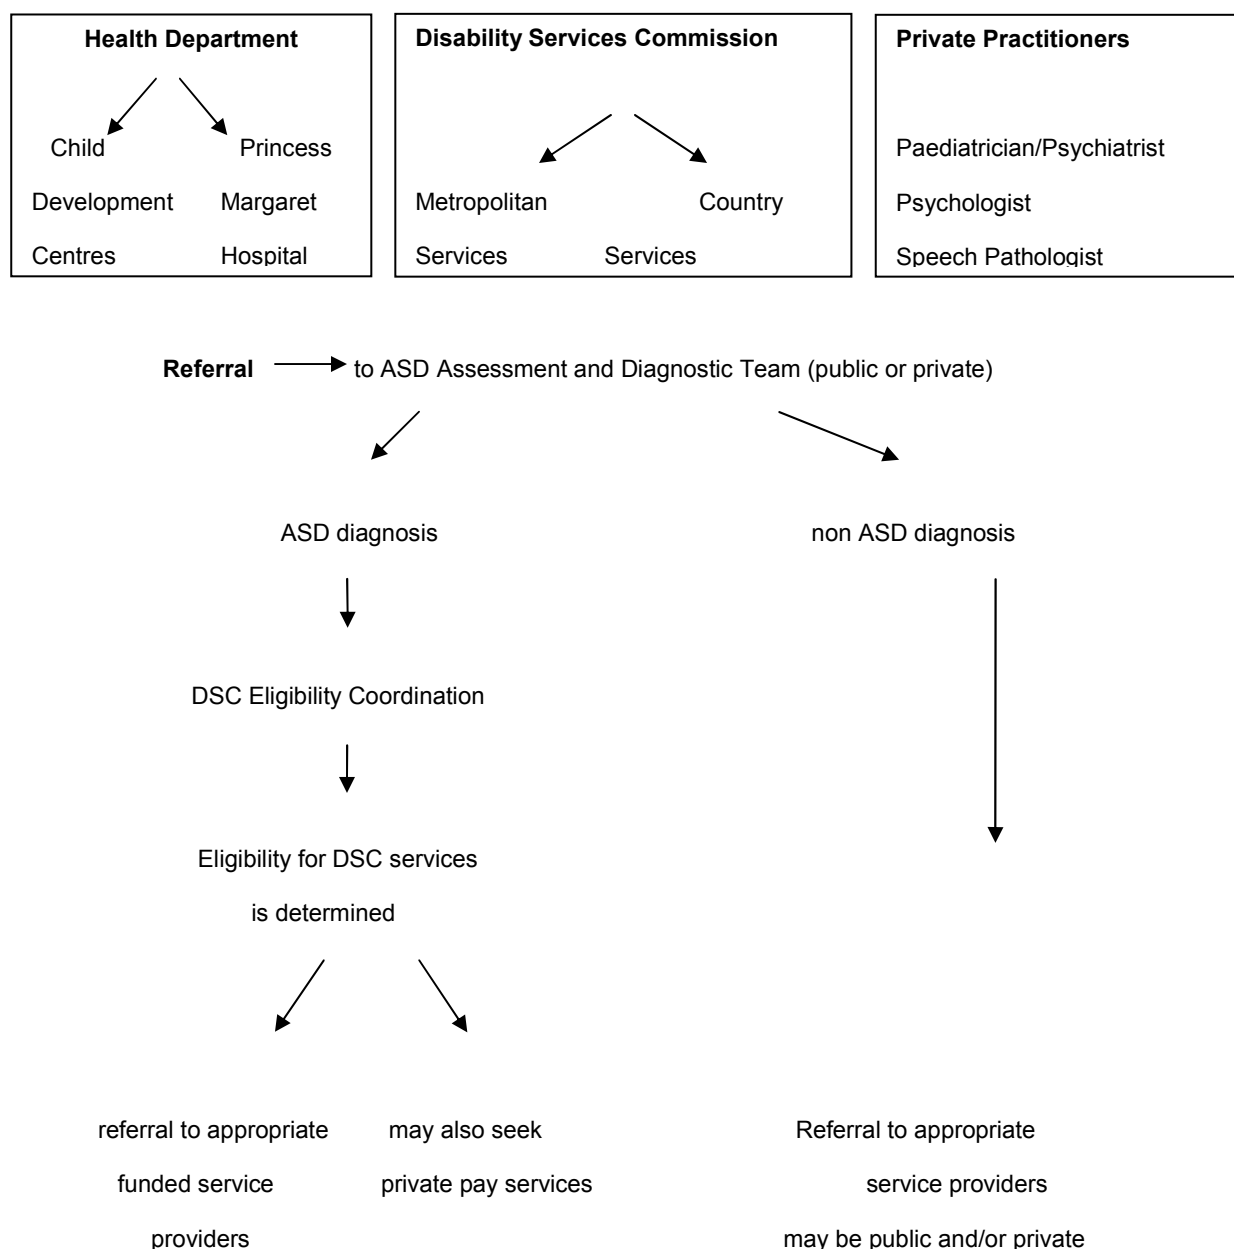 Health Department
Child Princess
Development Margaret
Centres Hospital
Disability Services Commission
Metropolitan Country
Services Services
Private Practitioners
Paediatrician/Psychiatrist
Psychologist
Speech Pathologist
Referral to ASD Assessment and Diagnostic Team (public or private)
ASD diagnosis non ASD diagnosis
DSC Eligibility Coordination
Eligibility for DSC services
is determined
referral to appropriate may also seek Referral to appropriate
funded service private pay services service providers
providers may be public and/or private